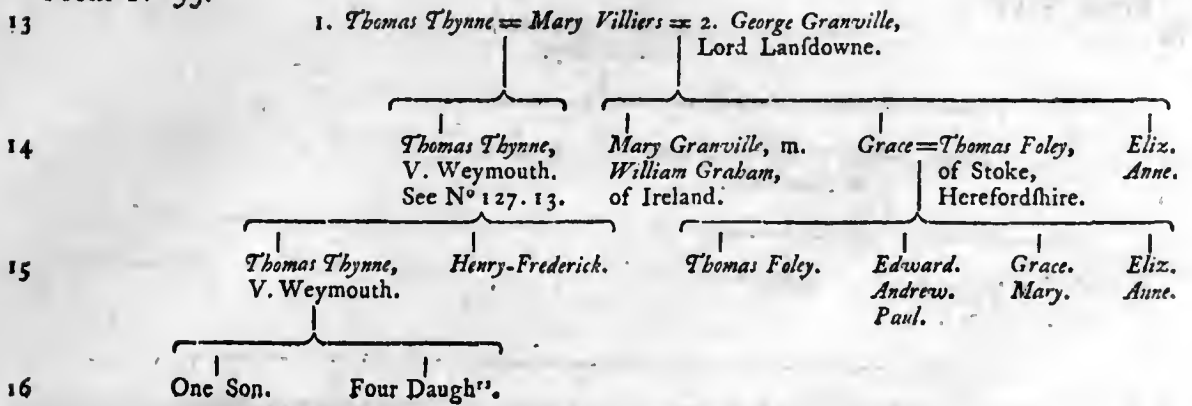 13 1. Thomas Thynne = Mary Villiers = 2. George Granville,
Lord Lanſdowne.
14 Thomas Thynne, Mary Granville, m. Grace=Thomas Foley, Eliz.
V. Weymouth. William Graham, of Stoke, Anne.
See Nº 127. 13. of Ireland. Herefordſhire.
15 Thomas Thynne, Henry-Frederick. Thomas Foley. Edward. Grace. Eliz.
V. Weymouth. Andrew. Mary. Anne.
Paul.
16 One Son. Four Daughrs.